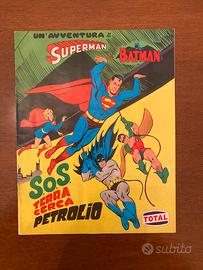 UN'AVVENTURA di
SUPERMAN
BATMAN
SOS
TERRA
CERCA
PETROLIO
TOTAL
subito